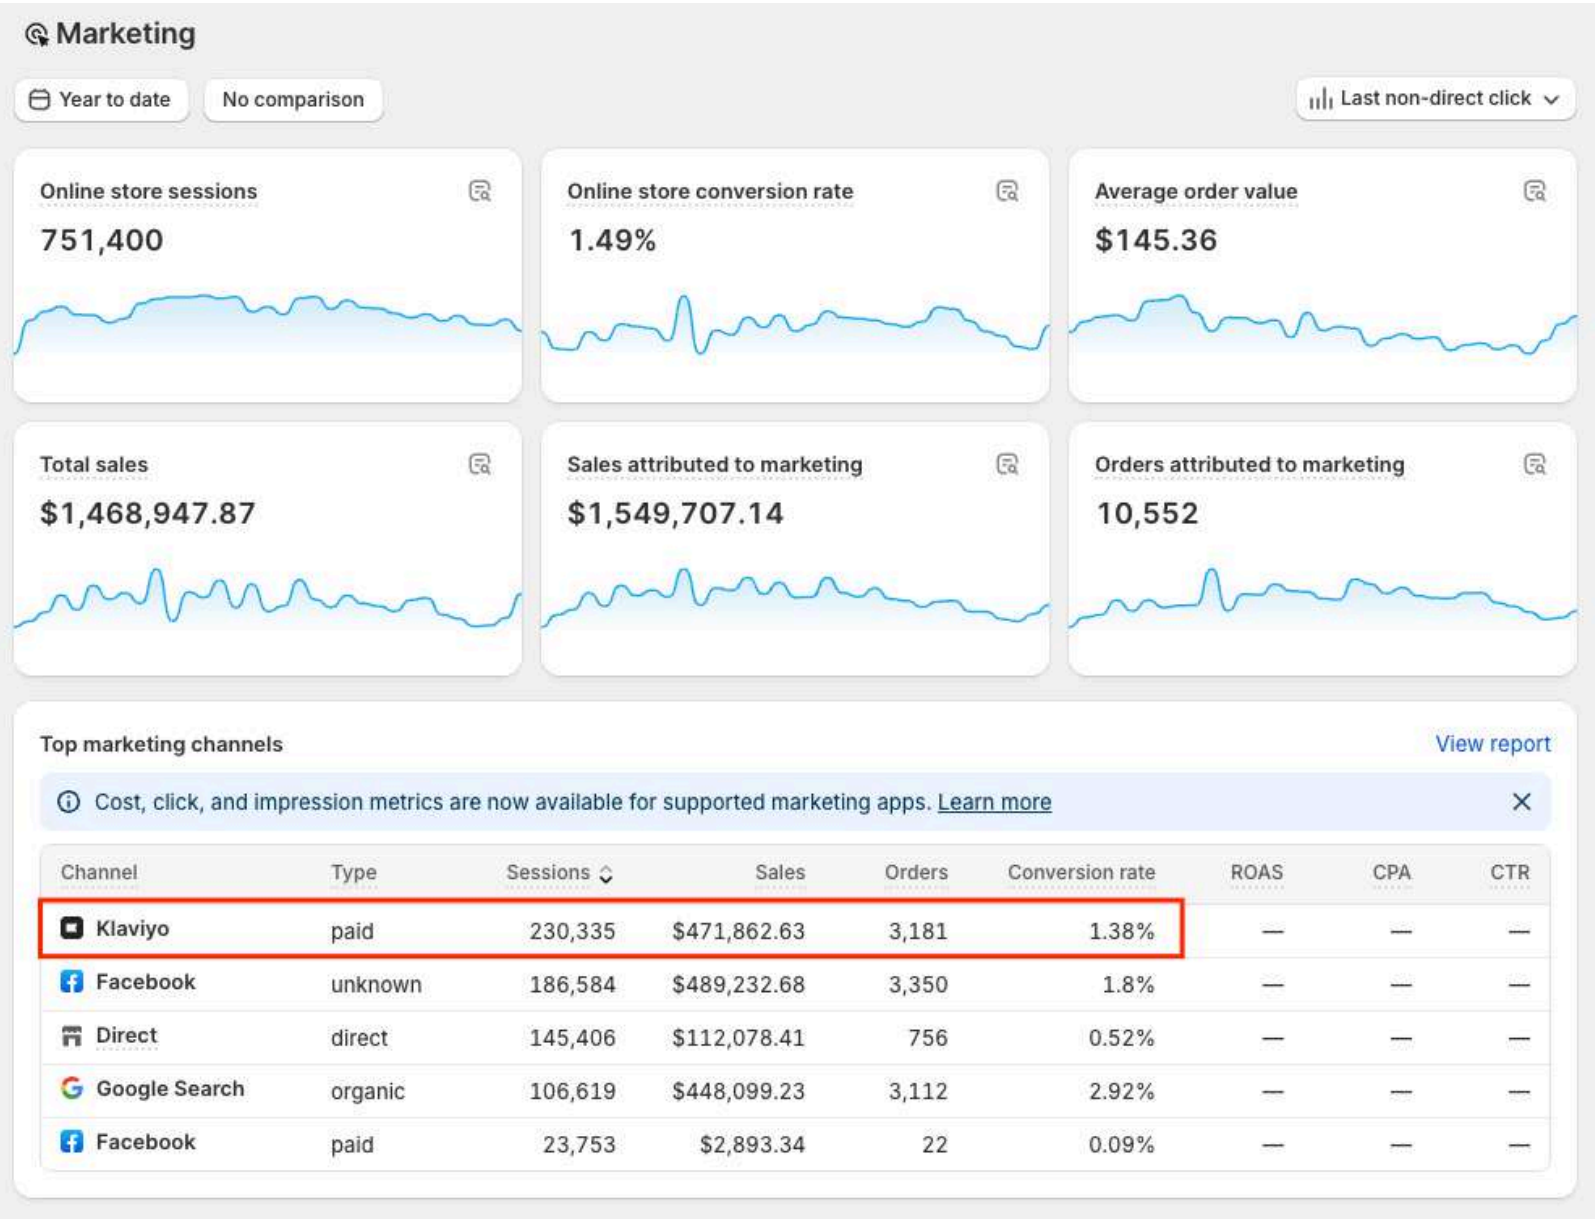 Marketing
Year to date No comparison Last non-direct click
Online store sessions
751,400
Online store conversion rate
1.49%
Average order value
$145.36
Total sales
$1,468,947.87
Sales attributed to marketing
$1,549,707.14
Orders attributed to marketing
10,552
Top marketing channels View report
Cost, click, and impression metrics are now available for supported marketing apps. Learn more
Channel Type Sessions Sales Orders Conversion rate ROAS CPA CTR
Klaviyo paid 230,335 $471,862.63 3,181 1.38% — — —
Facebook unknown 186,584 $489,232.68 3,350 1.8% — — —
Direct direct 145,406 $112,078.41 756 0.52% — — —
Google Search organic 106,619 $448,099.23 3,112 2.92% — — —
Facebook paid 23,753 $2,893.34 22 0.09% — — —